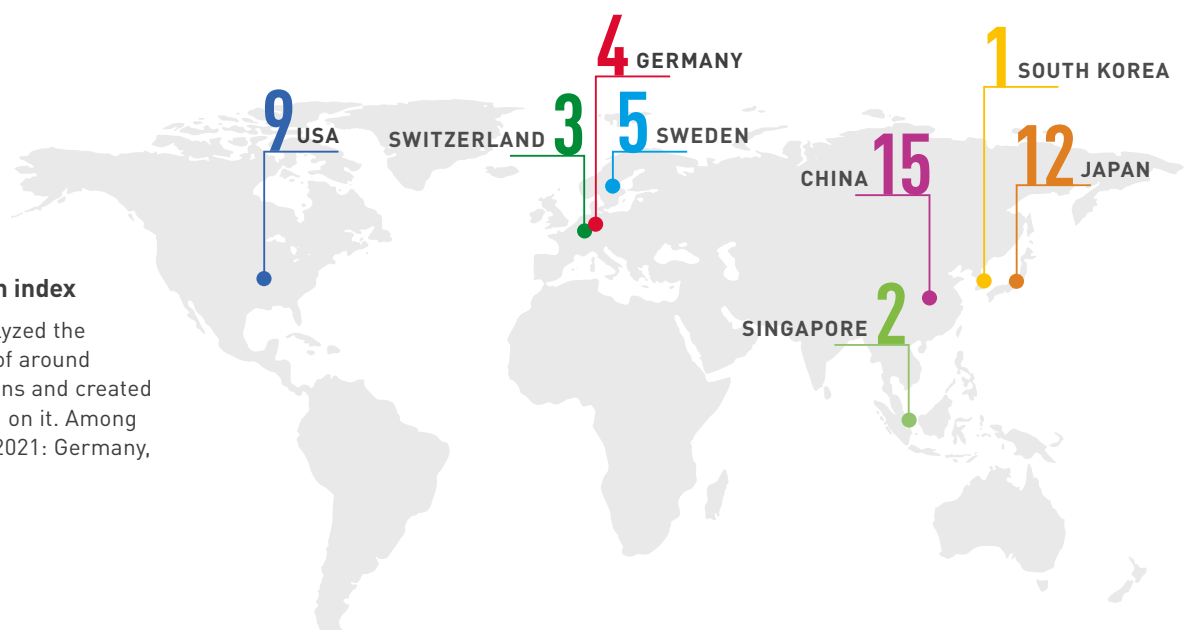 4 GERMANY
1 SOUTH KOREA
9 USA
SWITZERLAND 3
5 SWEDEN
CHINA 15
12 JAPAN
n index
lyzed the
of around
ns and created
on it. Among
2021: Germany,
SINGAPORE 2